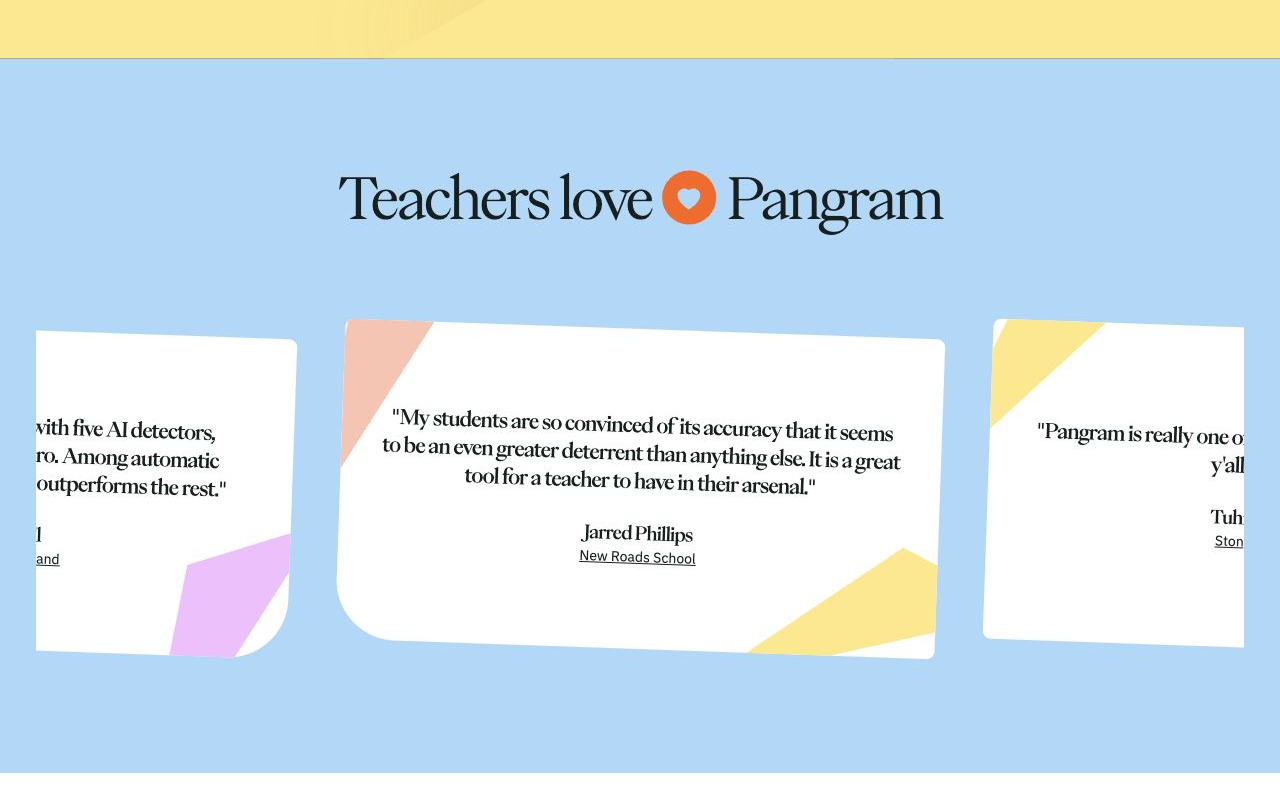 Teachers love Pangram
with five AI detectors,
ro. Among automatic
outperforms the rest."
l
and
"My students are so convinced of its accuracy that it seems
to be an even greater deterrent than anything else. It is a great
tool for a teacher to have in their arsenal."
Jarred Phillips
New Roads School
"Pangram is really one o
y'all
Tuh
Ston